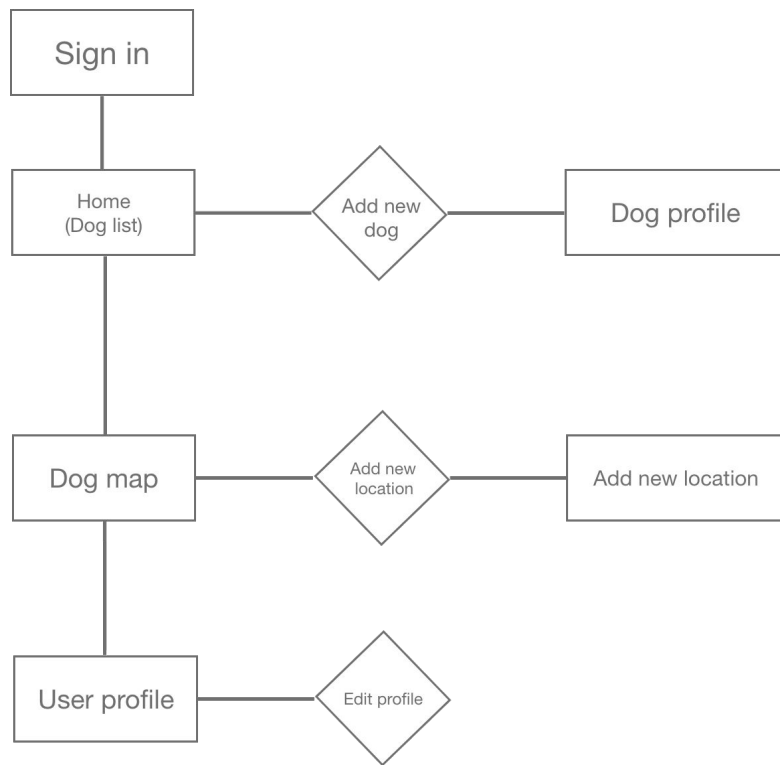 Sign in
Home
(Dog list)
Add new
dog
Dog profile
Dog map
Add new
location
Add new location
User profile
Edit profile